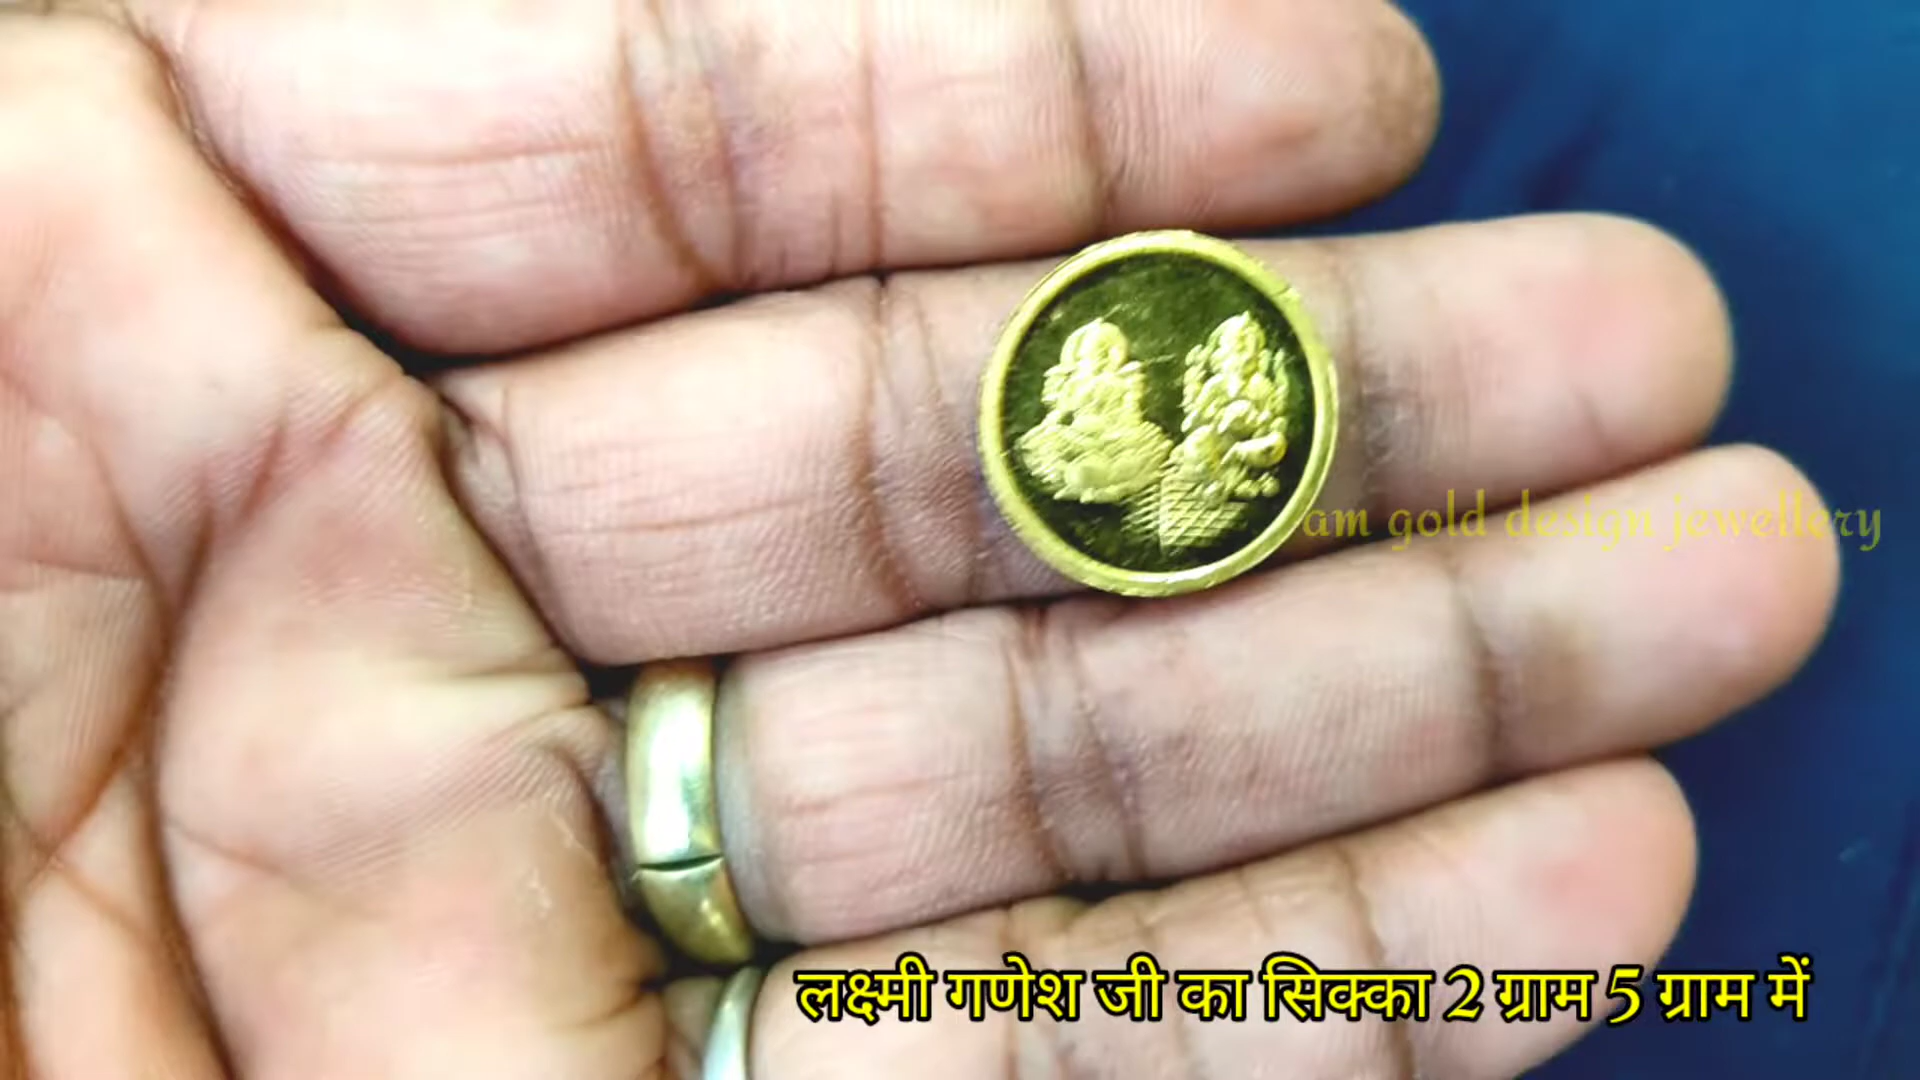 am gold design jewellery
लक्ष्मी गणेश जी का सिक्का 2 ग्राम 5 ग्राम में